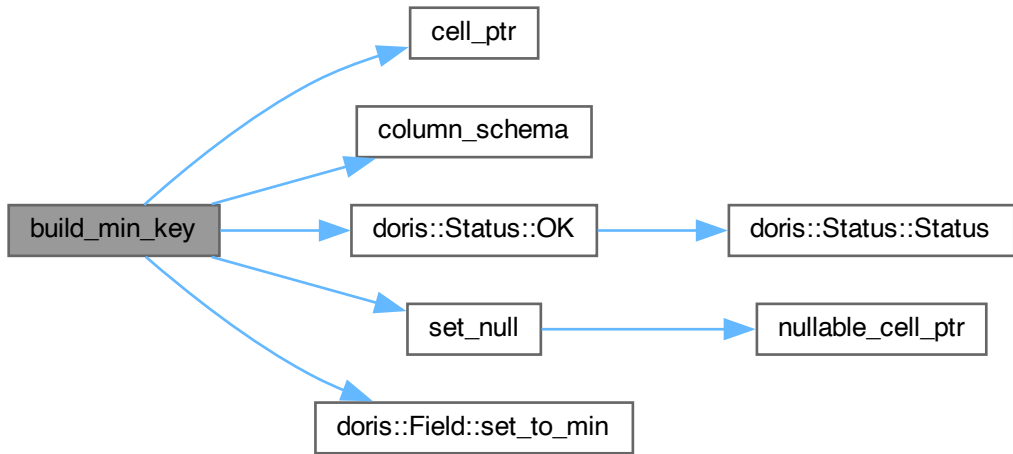 cell_ptr
column_schema
build_min_key
doris::Status::OK
doris::Status::Status
set_null
nullable_cell_ptr
doris::Field::set_to_min